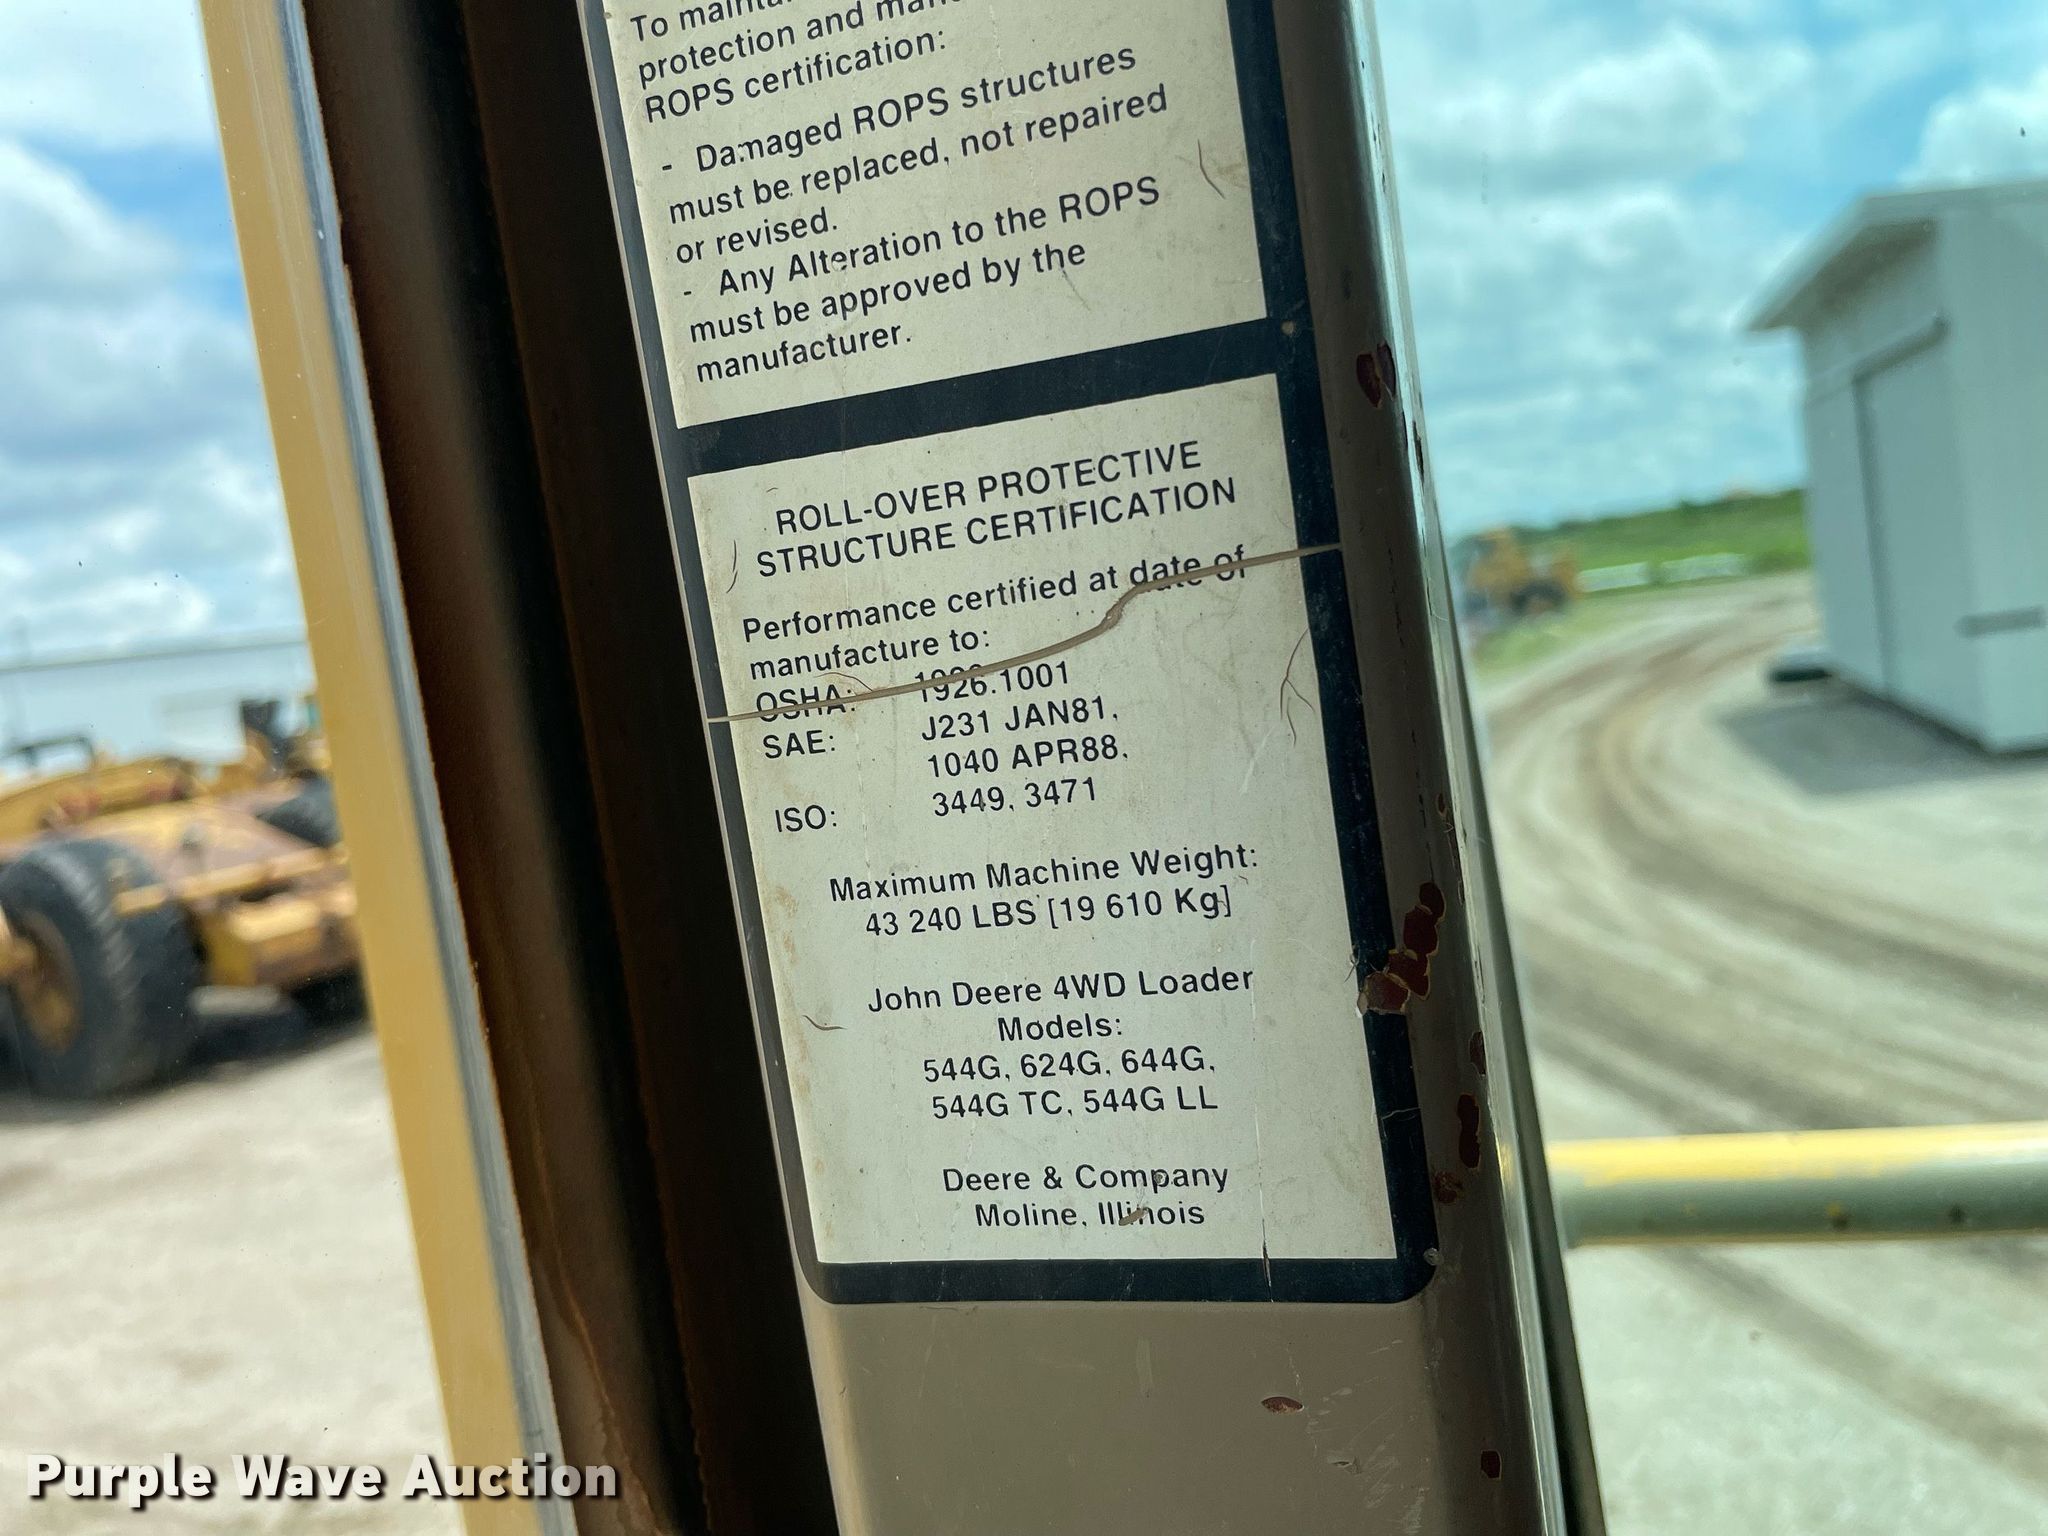 To
protection and
ROPS certification:
- Damaged ROPS structures
must be replaced, not repaired
or revised.
- Any Alteration to the ROPS
must be approved by the
manufacturer.
ROLL-OVER PROTECTIVE
STRUCTURE CERTIFICATION
Performance certified at date of
manufacture to:
OSHA: 1926.1001
SAE: J231 JAN81,
1040 APR88,
ISO: 3449, 3471
Maximum Machine Weight:
43 240 LBS [19 610 Kg]
John Deere 4WD Loader
Models:
544G, 624G, 644G,
544G TC, 544G LL
Deere & Company
Moline, Illinois
Purple Wave Auction